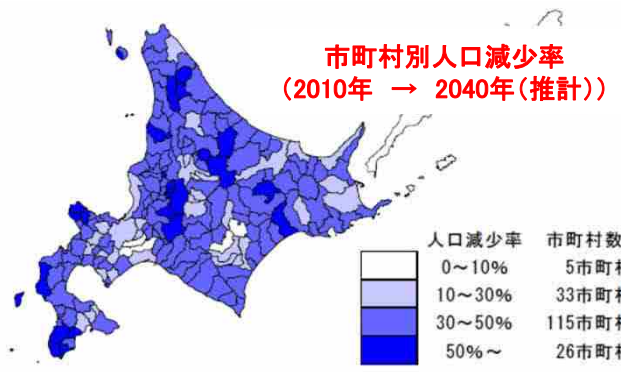 市町村別人口減少率
（2010年　→　2040年（推計））
人口減少率　市町村数
0～10%　5市町
10～30%　33市町
30～50%　115市町
50%～　26市町